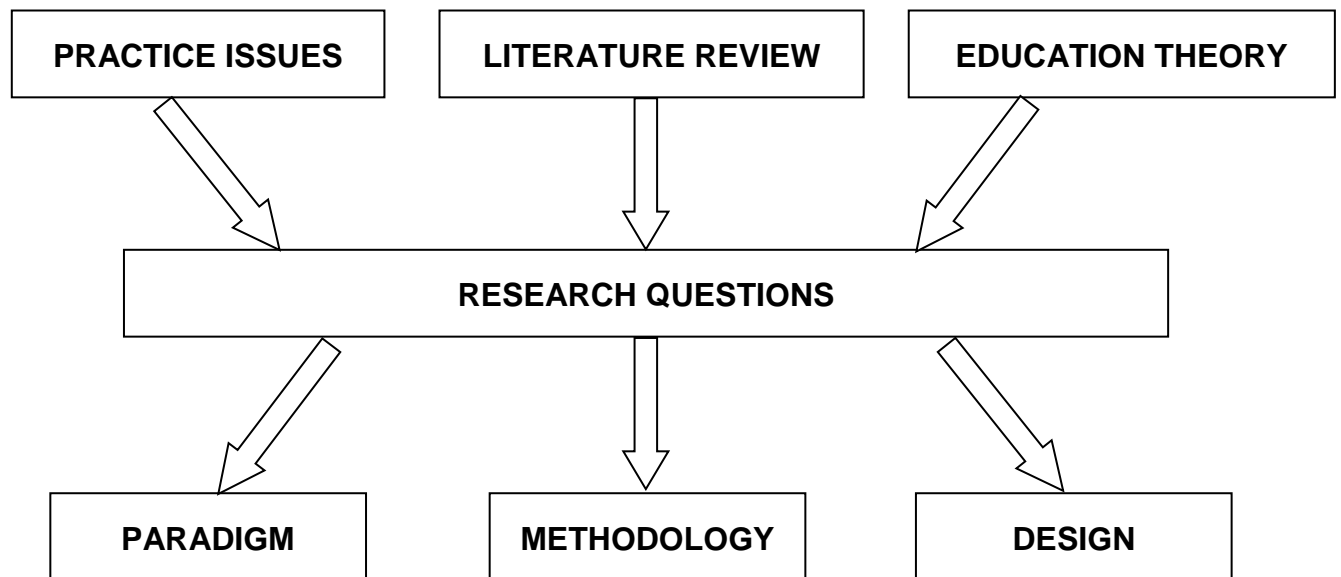 PRACTICE ISSUES
LITERATURE REVIEW
EDUCATION THEORY
RESEARCH QUESTIONS
PARADIGM
METHODOLOGY
DESIGN